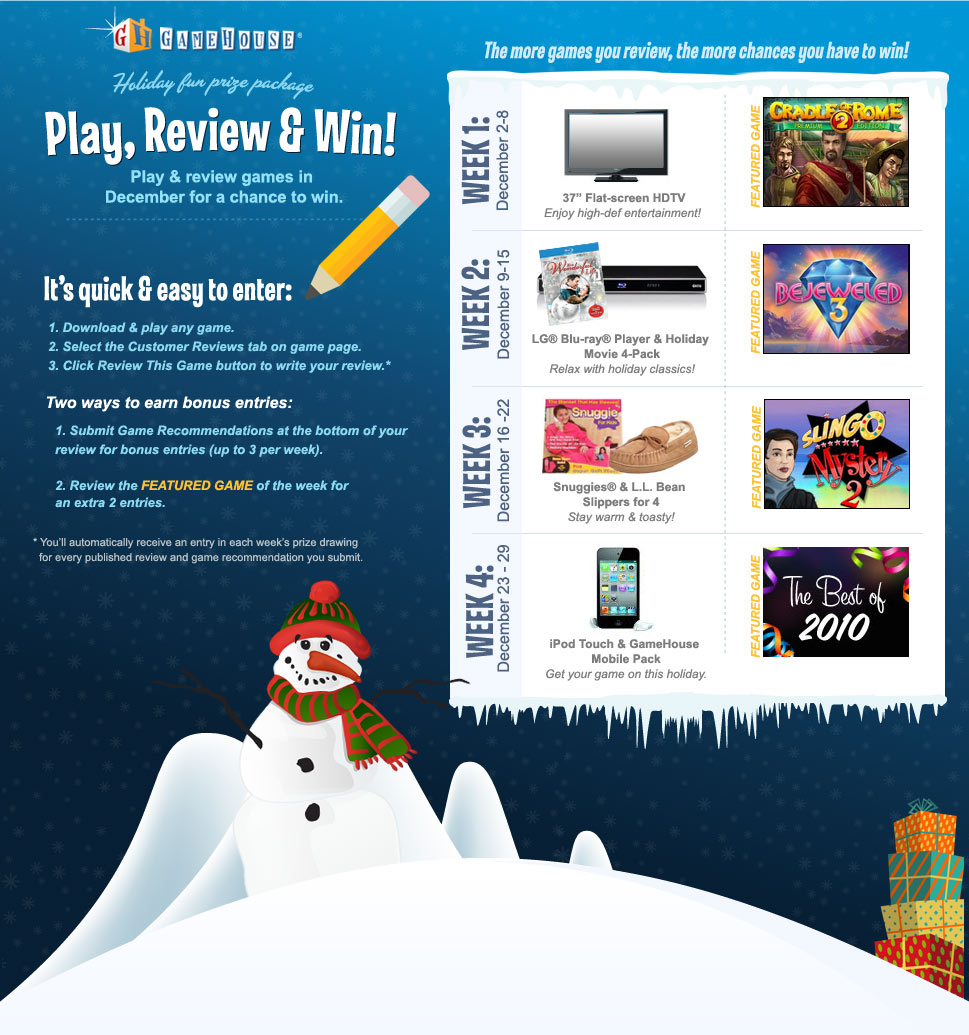 GH GAMEHOUSE®
Holiday fun prize package
Play, Review & Win!
Play & review games in
December for a chance to win.
It's quick & easy to enter:
1. Download & play any game.
2. Select the Customer Reviews tab on game page.
3. Click Review This Game button to write your review.*
Two ways to earn bonus entries:
1. Submit Game Recommendations at the bottom of your
review for bonus entries (up to 3 per week).
2. Review the FEATURED GAME of the week for
an extra 2 entries.
* You'll automatically receive an entry in each week's prize drawing
for every published review and game recommendation you submit.
The more games you review, the more chances you have to win!
WEEK 1:
December 2-8
37” Flat-screen HDTV
Enjoy high-def entertainment!
FEATURED GAME
CRADLE OF ROME
2
PREMIUM EDITION
WEEK 2:
December 9-15
Wonderful
LG® Blu-ray® Player & Holiday
Movie 4-Pack
Relax with holiday classics!
FEATURED GAME
BEJEWELED
3
WEEK 3:
December 16 -22
Snuggie
for Kids
Snuggies® & L.L. Bean
Slippers for 4
Stay warm & toasty!
FEATURED GAME
SLINGO
Mystery
2
WEEK 4:
December 23 - 29
iPod Touch & GameHouse
Mobile Pack
Get your game on this holiday.
FEATURED GAME
The Best of
2010